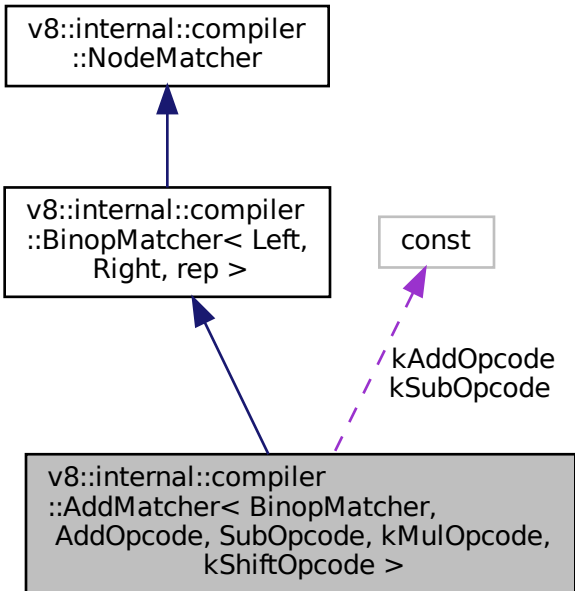 v8::internal::compiler
::NodeMatcher
v8::internal::compiler
::BinopMatcher< Left,
Right, rep >
const
kAddOpcode
kSubOpcode
v8::internal::compiler
::AddMatcher< BinopMatcher,
AddOpcode, SubOpcode, kMulOpcode,
kShiftOpcode >